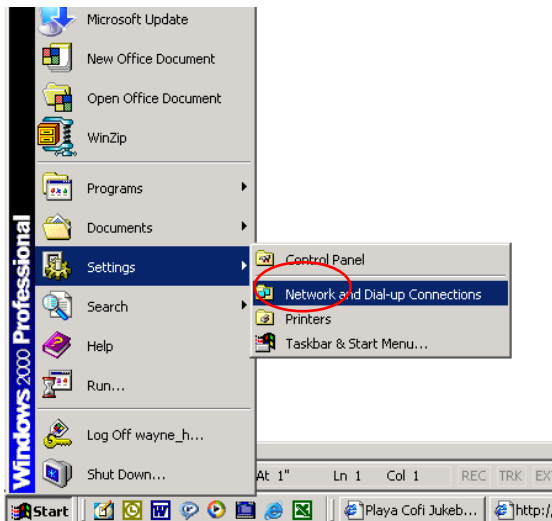 Microsoft Update
New Office Document
Open Office Document
WinZip
Programs
Documents
Settings
Search
Help
Run...
Log Off wayne_h...
Shut Down...
Windows 2000 Professional
Control Panel
Network and Dial-up Connections
Printers
Taskbar & Start Menu...
At 1" Ln 1 Col 1 REC TRK EX
Start
Playa Cofi Jukeb...
http:/